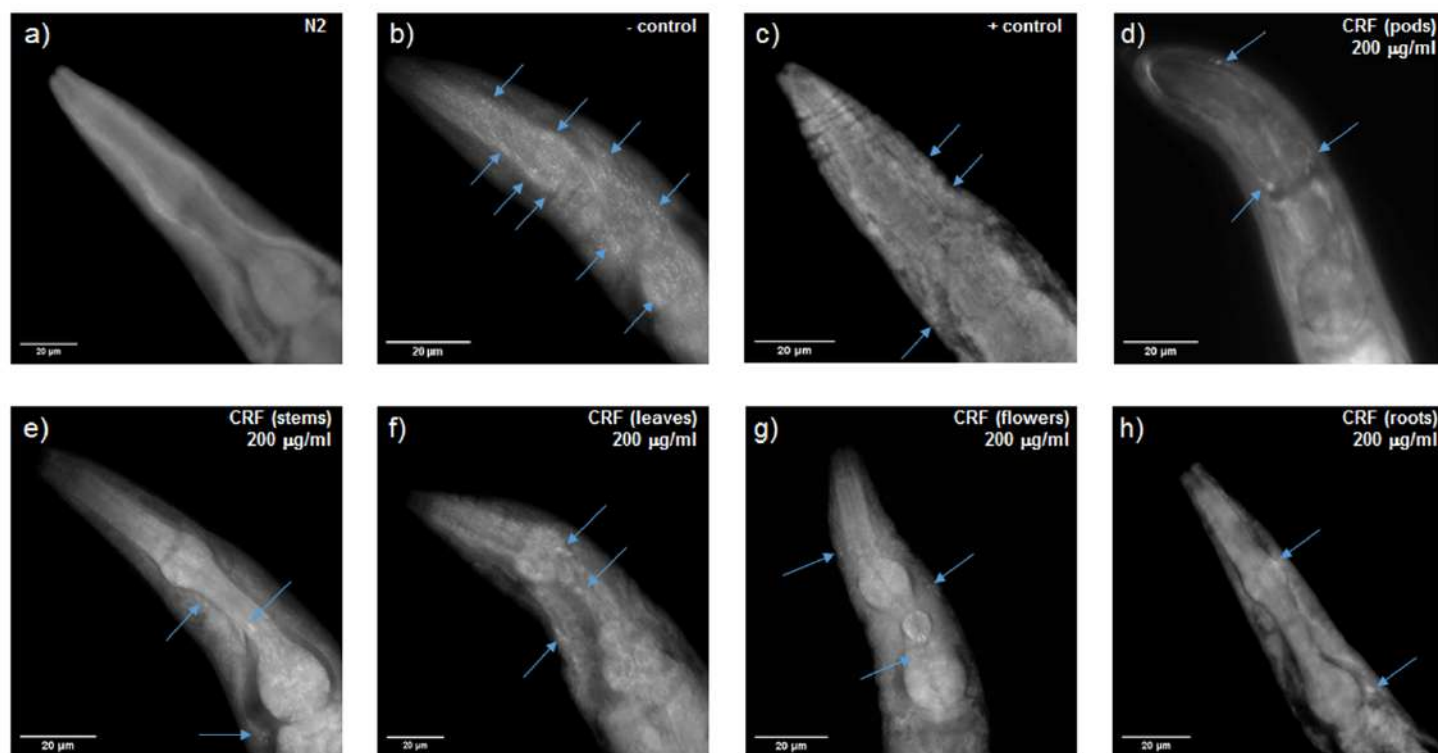 a)
N2
20 µm
b)
- control
20 µm
c)
+ control
20 µm
d)
CRF (pods)
200 µg/ml
20 µm
e)
CRF (stems)
200 µg/ml
20 µm
f)
CRF (leaves)
200 µg/ml
20 µm
g)
CRF (flowers)
200 µg/ml
20 µm
h)
CRF (roots)
200 µg/ml
20 µm